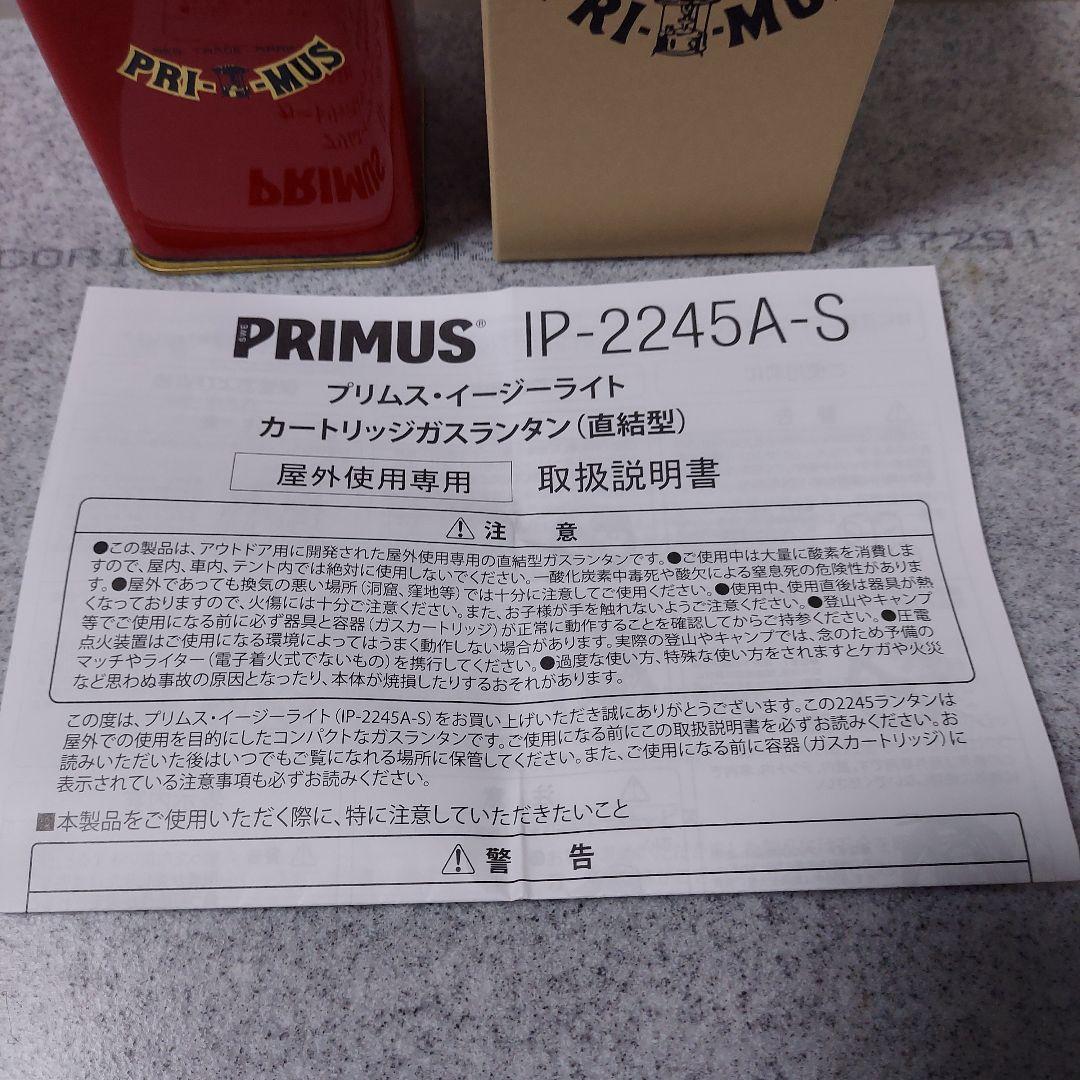 PRI-MUS
PRI-MUS
PRIMUS
SWE
PRIMUS® IP-2245A-S
プリムス・イージーライト
カートリッジガスランタン(直結型)
屋外使用専用 取扱説明書
注 意
●この製品は、アウトドア用に開発された屋外使用専用の直結型ガスランタンです。●ご使用中は大量に酸素を消費しま
すので、屋内、車内、テント内では絶対に使用しないでください。一酸化炭素中毒死や酸欠による窒息死の危険性がありま
す。●屋外であっても換気の悪い場所(洞窟、窪地等)では十分に注意してご使用ください。●使用中、使用直後は器具が熱
くなっておりますので、火傷には十分ご注意ください。また、お子様が手を触れないようご注意ください。●登山やキャンプ
等でご使用になる前に必ず器具と容器(ガスカートリッジ)が正常に動作することを確認してからご持参ください。●圧電
点火装置はご使用になる環境によってはうまく動作しない場合があります。実際の登山やキャンプでは、念のため予備の
マッチやライター(電子着火式でないもの)を携行してください。●過度な使い方、特殊な使い方をされますとケガや火災
など思わぬ事故の原因となったり、本体が焼損したりするおそれがあります。
この度は、プリムス・イージーライト(IP-2245A-S)をお買い上げいただき誠にありがとうございます。この2245ランタンは
屋外での使用を目的にしたコンパクトなガスランタンです。ご使用になる前にこの取扱説明書を必ずお読みください。お
読みいただいた後はいつでもご覧になれる場所に保管してください。また、ご使用になる前に容器(ガスカートリッジ)に
表示されている注意事項も必ずお読みください。
■本製品をご使用いただく際に、特に注意していただきたいこと
警 告